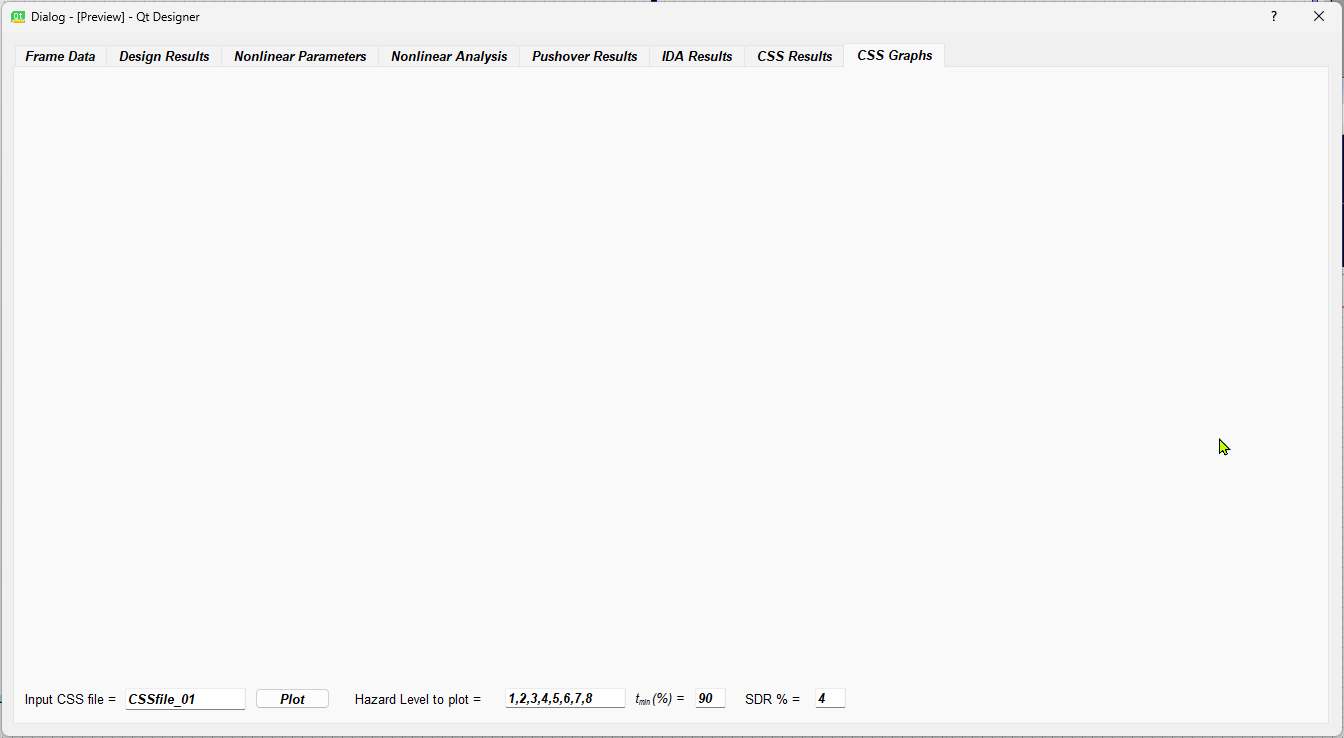 Dialog - [Preview] - Qt Designer ?
Frame Data Design Results Nonlinear Parameters Nonlinear Analysis Pushover Results IDA Results CSS Results CSS Graphs
Input CSS file = CSSfile_01 Plot Hazard Level to plot = 1,2,3,4,5,6,7,8 tmin (%) = 90 SDR % = 4